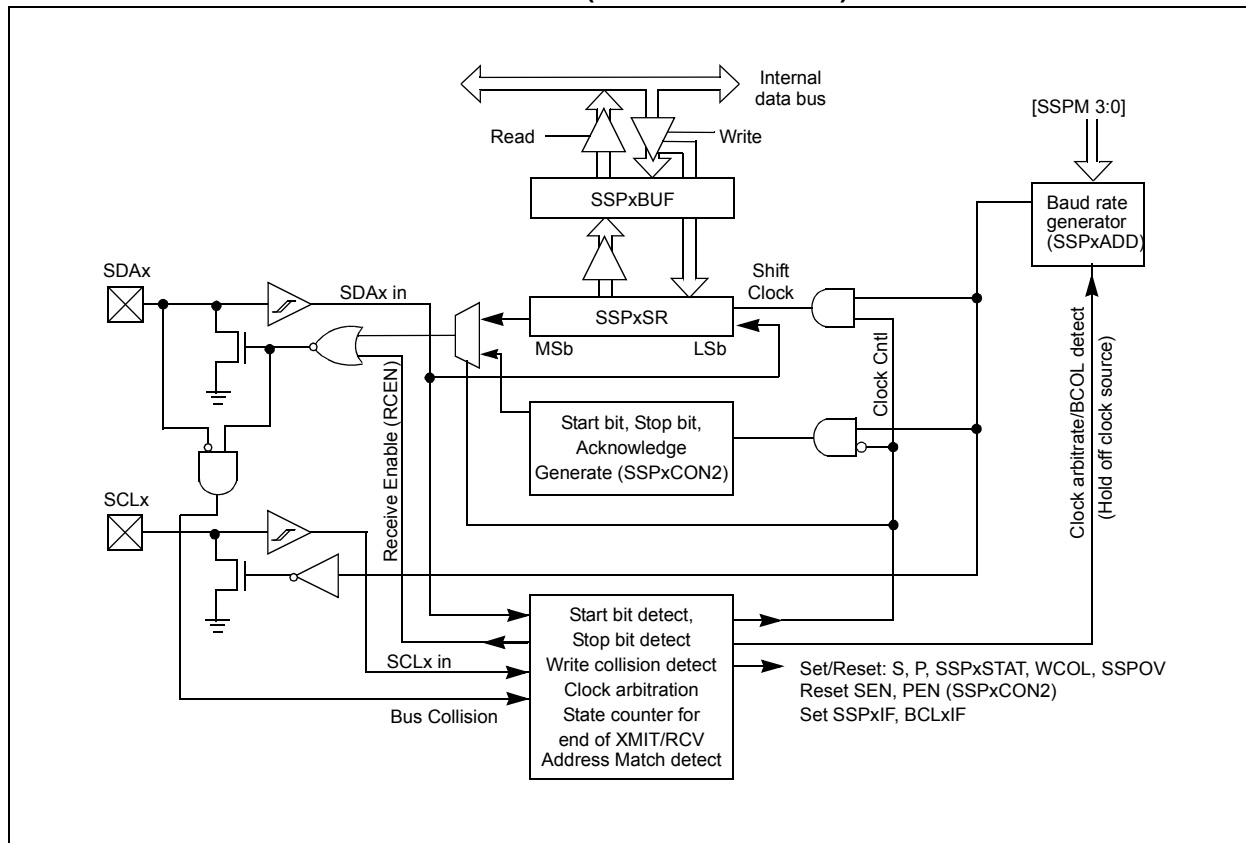 Internal
data bus
[SSPM 3:0]
Read
Write
SSPxBUF
Baud rate
generator
(SSPxADD)
SDAx
SDAx in
Shift
Clock
SSPxSR
MSb
LSb
Clock Cntl
Clock arbitrate/BCOL detect
(Hold off clock source)
Receive Enable (RCEN)
Start bit, Stop bit,
Acknowledge
Generate (SSPxCON2)
SCLx
SCLx in
Bus Collision
Start bit detect,
Stop bit detect
Write collision detect
Clock arbitration
State counter for
end of XMIT/RCV
Address Match detect
Set/Reset: S, P, SSPxSTAT, WCOL, SSPOV
Reset SEN, PEN (SSPxCON2)
Set SSPxIF, BCLxIF